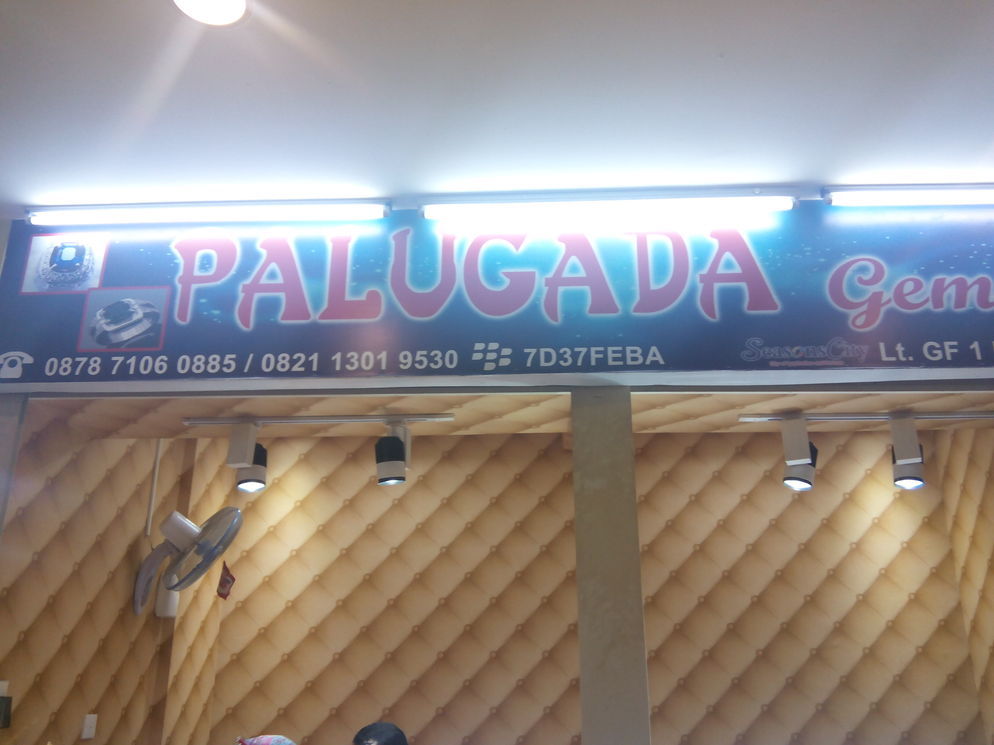 PALUGADA Gem
0878 7106 0885 / 0821 1301 9530 7D37FEBA SeasonsCity Lt. GF 1